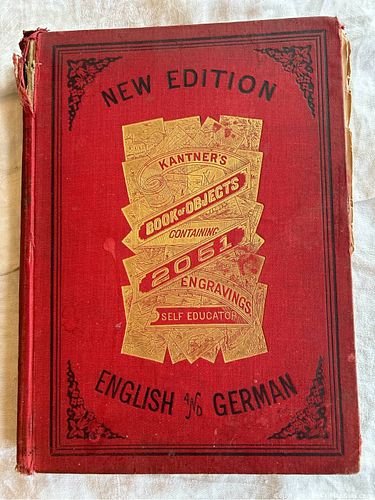 NEW EDITION
KANTNER'S
BOOK OF OBJECTS
CONTAINING
2051
ENGRAVINGS
SELF EDUCATOR
ENGLISH AND GERMAN